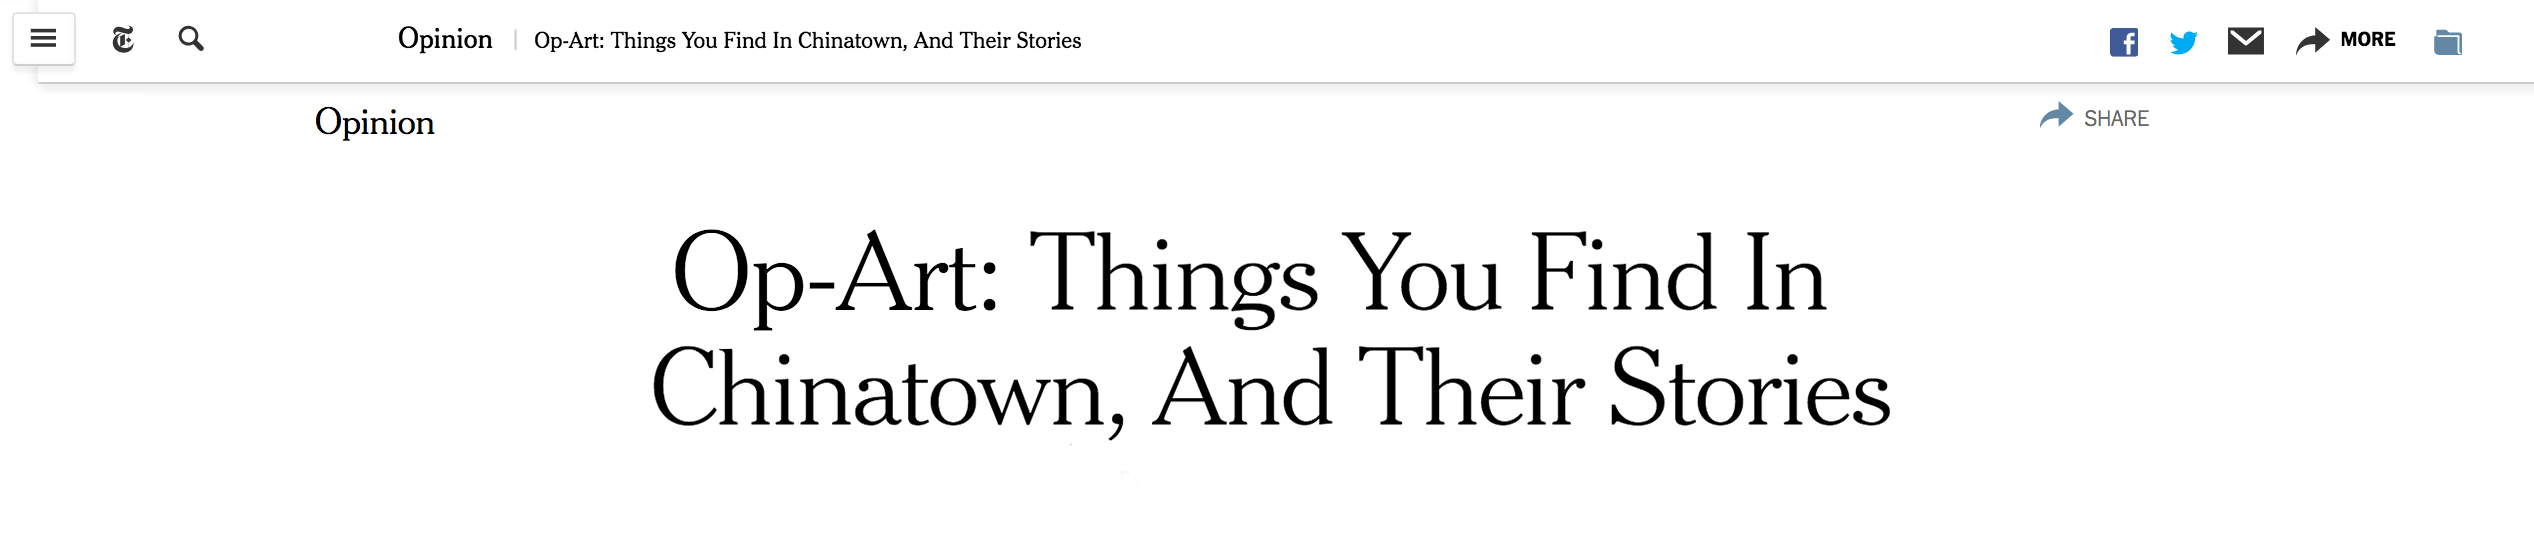 Opinion | Op-Art: Things You Find In Chinatown, And Their Stories
MORE
Opinion
SHARE
Op-Art: Things You Find In
Chinatown, And Their Stories